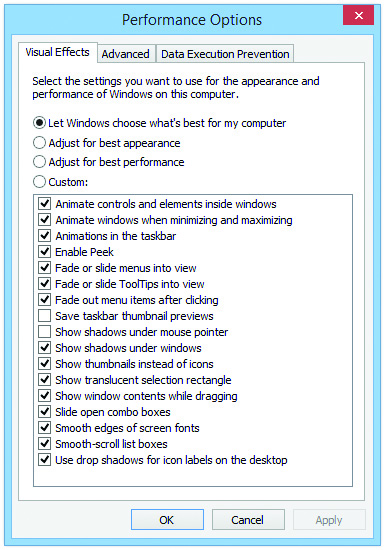 Performance Options
Visual Effects Advanced Data Execution Prevention
Select the settings you want to use for the appearance and
performance of Windows on this computer.
Let Windows choose what's best for my computer
Adjust for best appearance
Adjust for best performance
Custom:
Animate controls and elements inside windows
Animate windows when minimizing and maximizing
Animations in the taskbar
Enable Peek
Fade or slide menus into view
Fade or slide ToolTips into view
Fade out menu items after clicking
Save taskbar thumbnail previews
Show shadows under mouse pointer
Show shadows under windows
Show thumbnails instead of icons
Show translucent selection rectangle
Show window contents while dragging
Slide open combo boxes
Smooth edges of screen fonts
Smooth-scroll list boxes
Use drop shadows for icon labels on the desktop
OK Cancel Apply